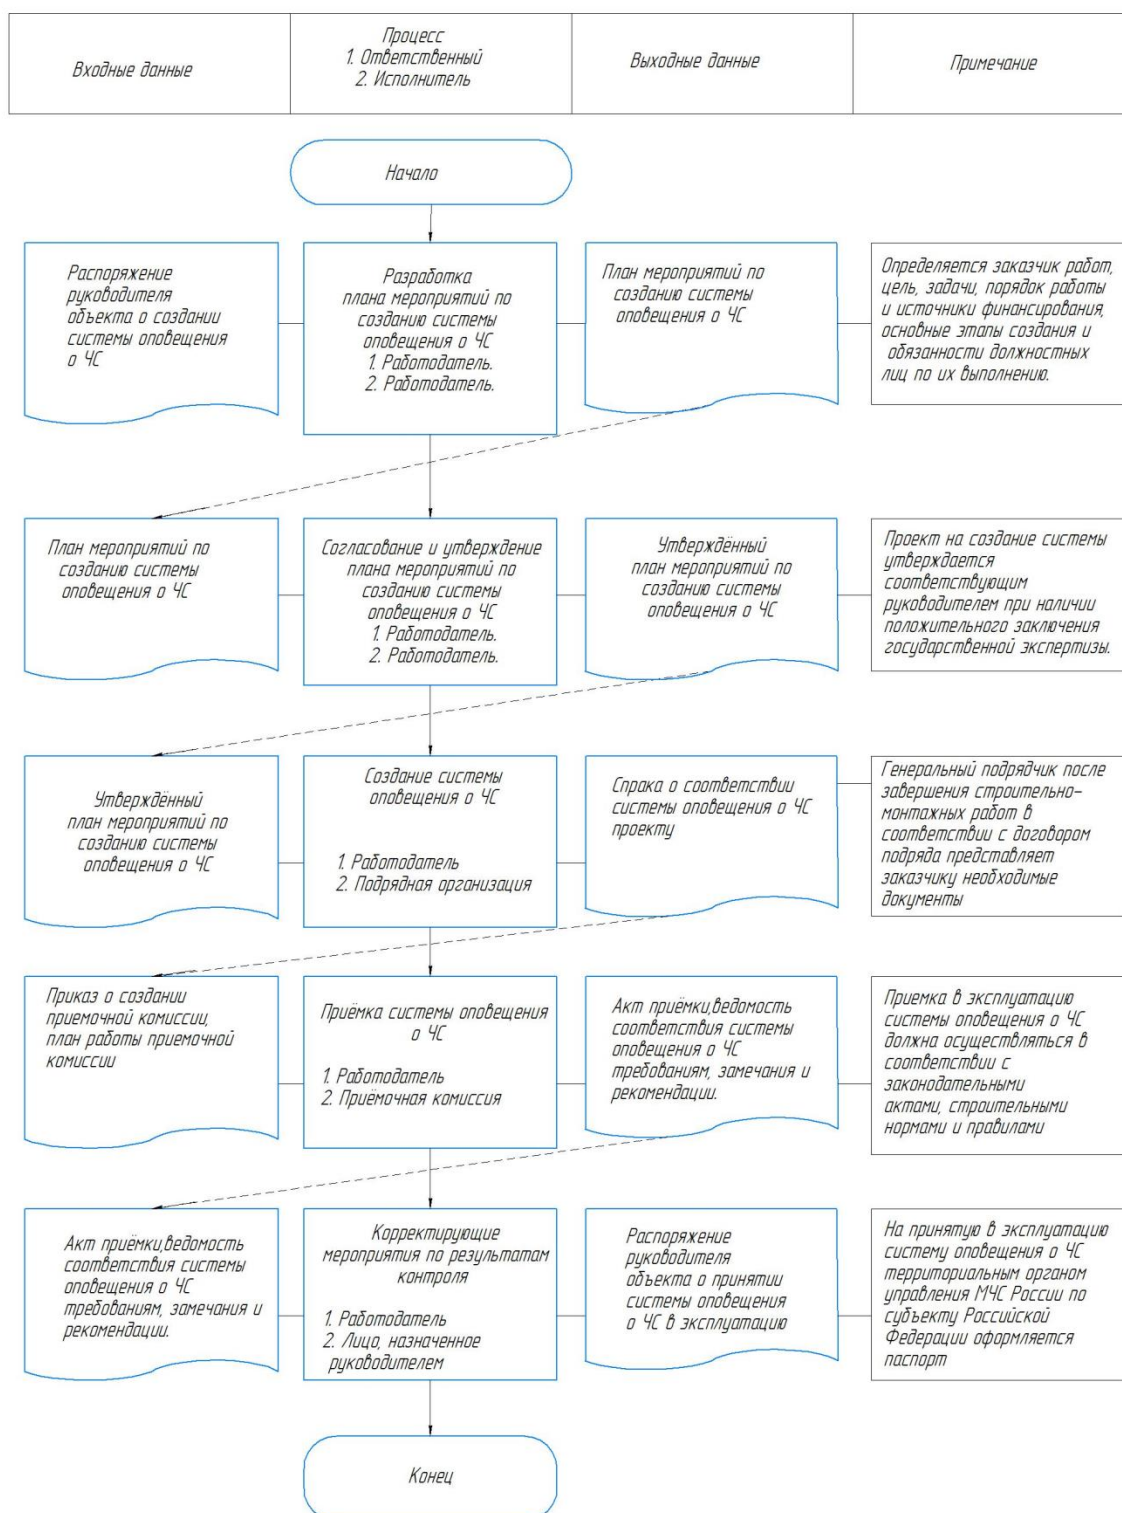 Входные данные
Процесс
1. Ответственный
2. Исполнитель
Выходные данные
Примечание
Начало
Распоряжение
руководителя
объекта о создании
системы оповещения
о ЧС
Разработка
плана мероприятий по
созданию системы
оповещения о ЧС
1. Работодатель.
2. Работодатель.
План мероприятий по
созданию системы
оповещения о ЧС
Определяется заказчик работ,
цель, задачи, порядок работы
и источники финансирования,
основные этапы создания и
обязанности должностных
лиц по их выполнению.
План мероприятий по
созданию системы
оповещения о ЧС
Согласование и утверждение
плана мероприятий по
созданию системы
оповещения о ЧС
1. Работодатель.
2. Работодатель.
Утверждённый
план мероприятий по
созданию системы
оповещения о ЧС
Проект на создание системы
утверждается
соответствующим
руководителем при наличии
положительного заключения
государственной экспертизы.
Утверждённый
план мероприятий по
созданию системы
оповещения о ЧС
Создание системы
оповещения о ЧС
1. Работодатель
2. Подрядная организация
Спрака о соответствии
системы оповещения о ЧС
проекту
Генеральный подрядчик после
завершения строительно-
монтажных работ в
соответствии с договором
подряда представляет
заказчику необходимые
документы
Приказ о создании
приемочной комиссии,
план работы приемочной
комиссии
Приёмка системы оповещения
о ЧС
1. Работодатель
2. Приёмочная комиссия
Акт приёмки,ведомость
соответствия системы
оповещения о ЧС
требованиям, замечания и
рекомендации.
Приемка в эксплуатацию
системы оповещения о ЧС
должна осуществляться в
соответствии с
законодательными
актами, строительными
нормами и правилами
Акт приёмки,ведомость
соответствия системы
оповещения о ЧС
требованиям, замечания и
рекомендации.
Корректирующие
мероприятия по результатам
контроля
1. Работодатель
2. Лицо, назначенное
руководителем
Распоряжение
руководителя
объекта о принятии
системы оповещения
о ЧС в эксплуатацию
На принятую в эксплуатацию
систему оповещения о ЧС
территориальным органом
управления МЧС России по
субъекту Российской
Федерации оформляется
паспорт
Конец